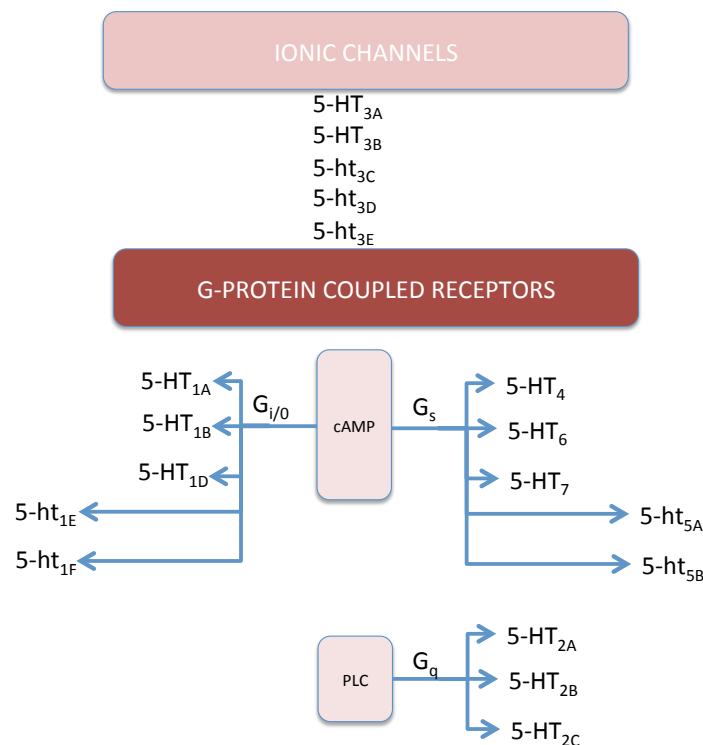 IONIC CHANNELS
5-HT3A
5-HT3B
5-ht3C
5-ht3D
5-ht3E
G-PROTEIN COUPLED RECEPTORS
5-HT1A
5-HT1B
5-HT1D
5-ht1E
5-ht1F
Gi/0
cAMP
Gs
5-HT4
5-HT6
5-HT7
5-ht5A
5-ht5B
PLC
Gq
5-HT2A
5-HT2B
5-HT2C